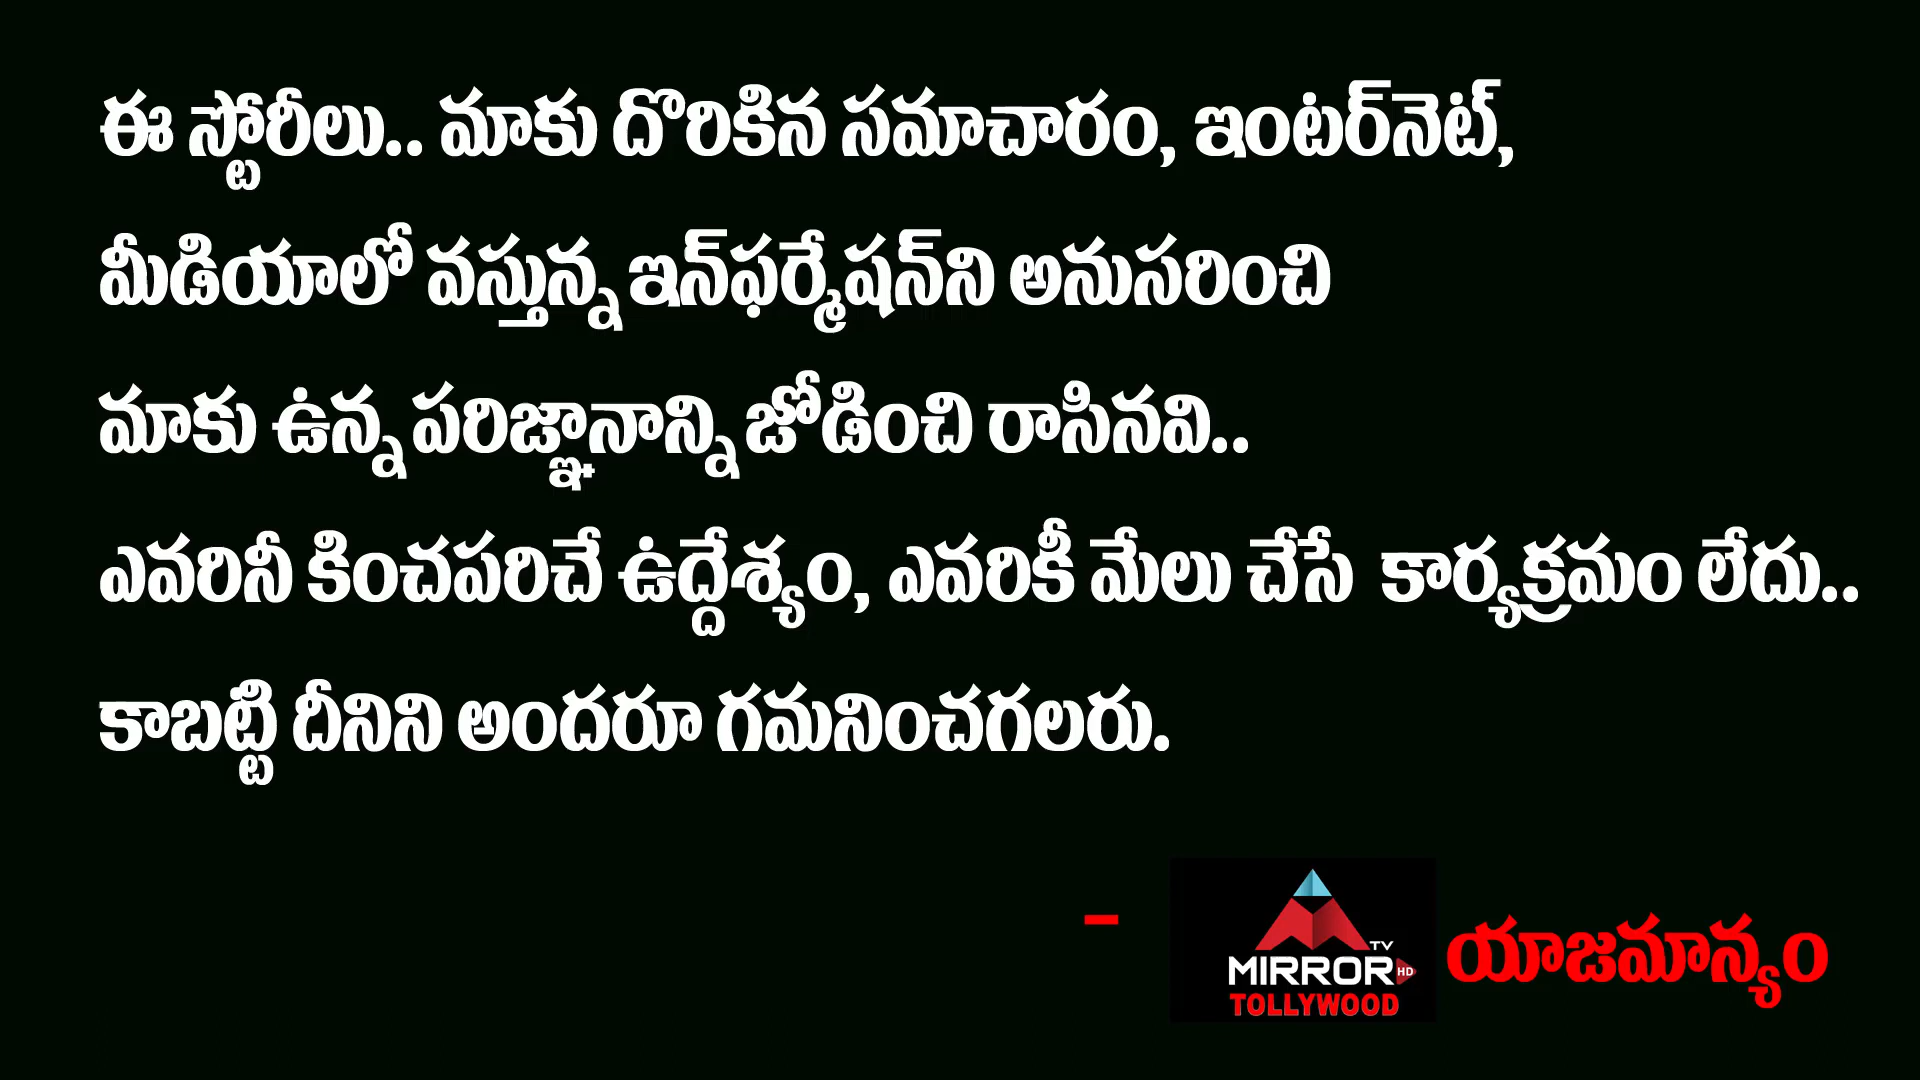 ఈ స్టోరీలు.. మాకు దొరికిన సమాచారం, ఇంటర్‌నెట్,
మీడియాలో వస్తున్న ఇన్‌ఫర్మేషన్‌ని అనుసరించి
మాకు ఉన్న పరిజ్ఞానాన్ని జోడించి రాసినవి..
ఎవరినీ కించపరిచే ఉద్దేశ్యం, ఎవరికీ మేలు చేసే కార్యక్రమం లేదు..
కాబట్టి దీనిని అందరూ గమనించగలరు.
- TV MIRROR HD TOLLYWOOD యాజమాన్యం